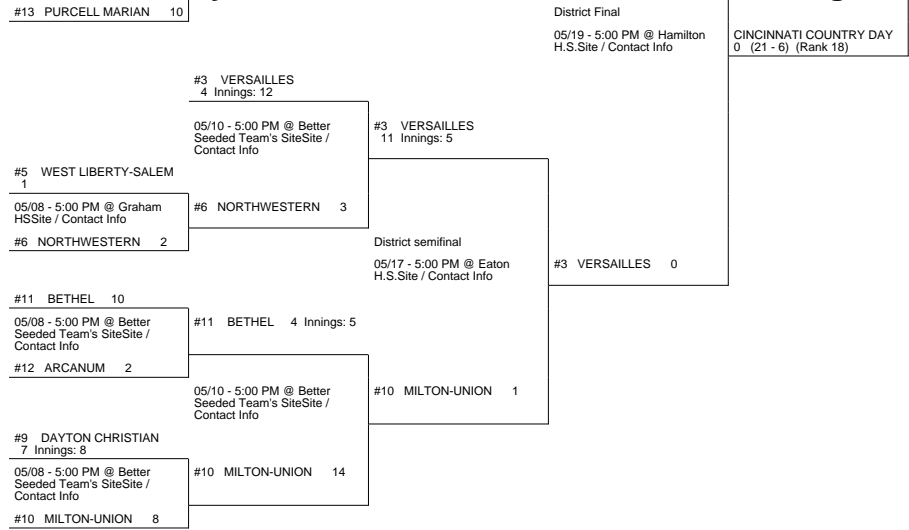 #13 PURCELL MARIAN 10
District Final
05/19 - 5:00 PM @ Hamilton
H.S.Site / Contact Info
CINCINNATI COUNTRY DAY
0 (21 - 6) (Rank 18)
#3 VERSAILLES
4 Innings: 12
05/10 - 5:00 PM @ Better
Seeded Team's SiteSite /
Contact Info
#3 VERSAILLES
11 Innings: 5
#5 WEST LIBERTY-SALEM
1
05/08 - 5:00 PM @ Graham
HSSite / Contact Info
#6 NORTHWESTERN 3
#6 NORTHWESTERN 2
District semifinal
05/17 - 5:00 PM @ Eaton
H.S.Site / Contact Info
#3 VERSAILLES 0
#11 BETHEL 10
05/08 - 5:00 PM @ Better
Seeded Team's SiteSite /
Contact Info
#11 BETHEL 4 Innings: 5
#12 ARCANUM 2
05/10 - 5:00 PM @ Better
Seeded Team's SiteSite /
Contact Info
#10 MILTON-UNION 1
#9 DAYTON CHRISTIAN
7 Innings: 8
05/08 - 5:00 PM @ Better
Seeded Team's SiteSite /
Contact Info
#10 MILTON-UNION 14
#10 MILTON-UNION 8